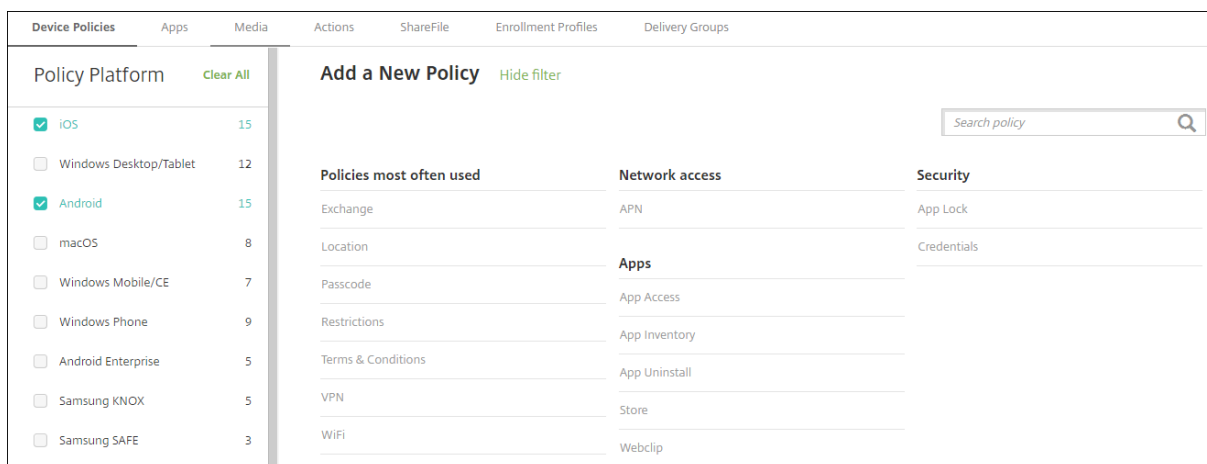 Device Policies Apps Media Actions ShareFile Enrollment Profiles Delivery Groups
Policy Platform Clear All
iOS 15
Windows Desktop/Tablet 12
Android 15
macOS 8
Windows Mobile/CE 7
Windows Phone 9
Android Enterprise 5
Samsung KNOX 5
Samsung SAFE 3
Add a New Policy Hide filter
Search policy
Policies most often used
Exchange
Location
Passcode
Restrictions
Terms & Conditions
VPN
WiFi
Network access
APN
Apps
App Access
App Inventory
App Uninstall
Store
Webclip
Security
App Lock
Credentials